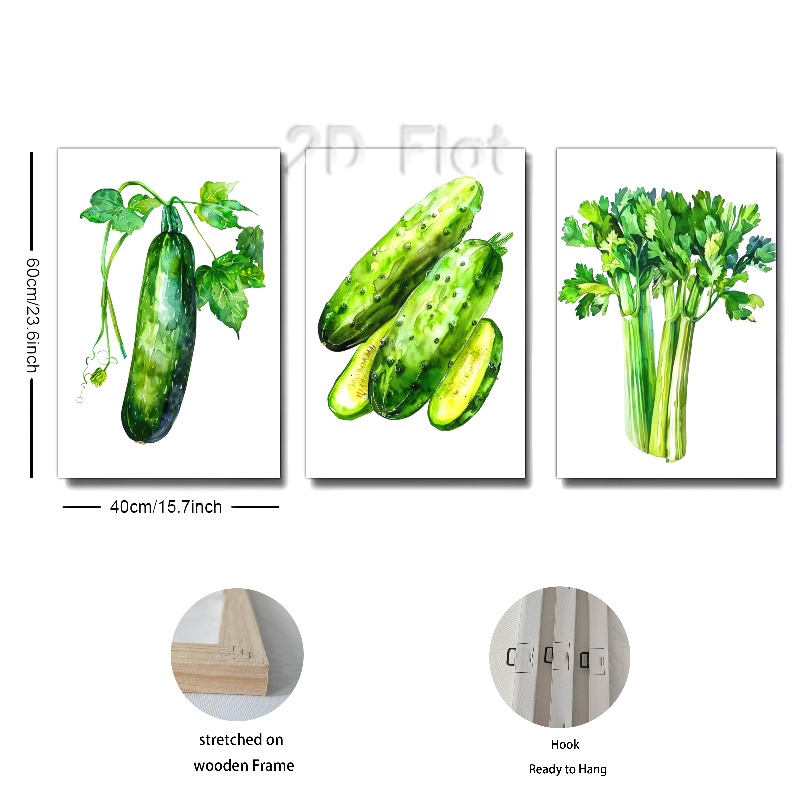 2D Flat
60cm/23.6inch
40cm/15.7inch
stretched on
wooden Frame
Hook
Ready to Hang